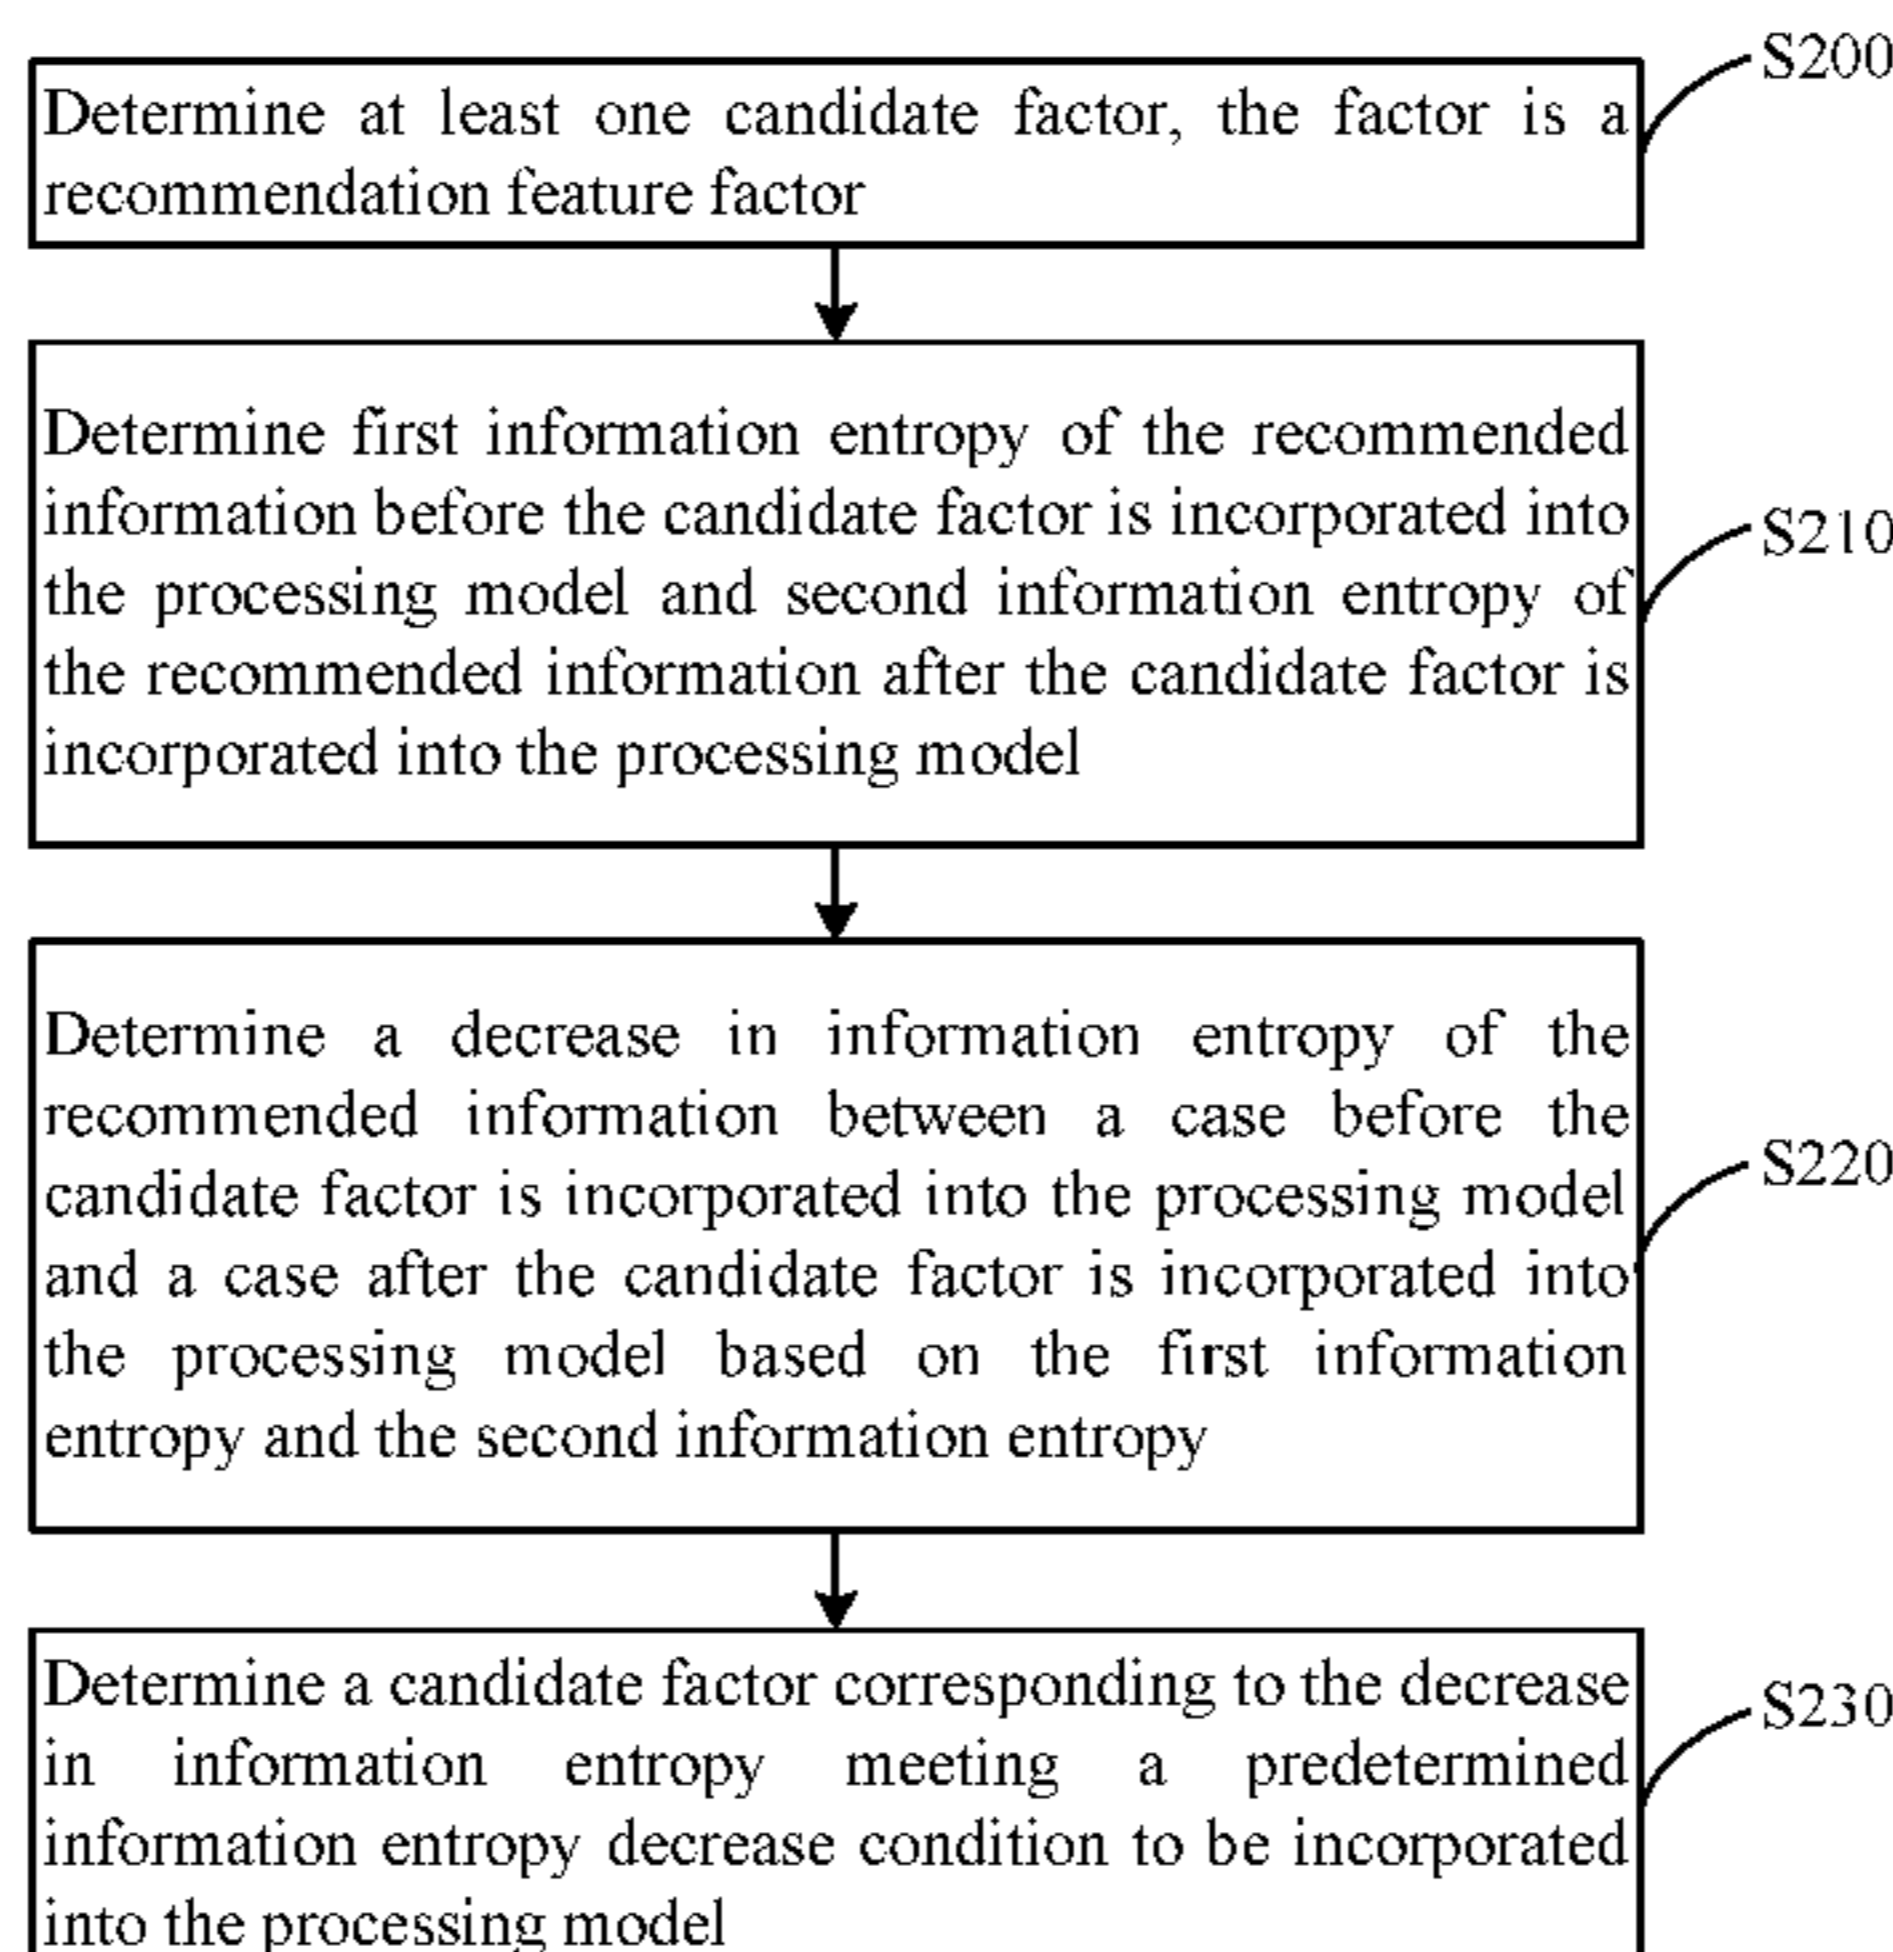 S200
Determine at least one candidate factor, the factor is a
recommendation feature factor
Determine first information entropy of the recommended
information before the candidate factor is incorporated into
the processing model and second information entropy of
the recommended information after the candidate factor is
incorporated into the processing model
S210
Determine a decrease in information entropy of the
recommended information between a case before the
candidate factor is incorporated into the processing model
and a case after the candidate factor is incorporated into
the processing model based on the first information
entropy and the second information entropy
S220
Determine a candidate factor corresponding to the decrease
in information entropy meeting a predetermined
information entropy decrease condition to be incorporated
into the processing model
S230